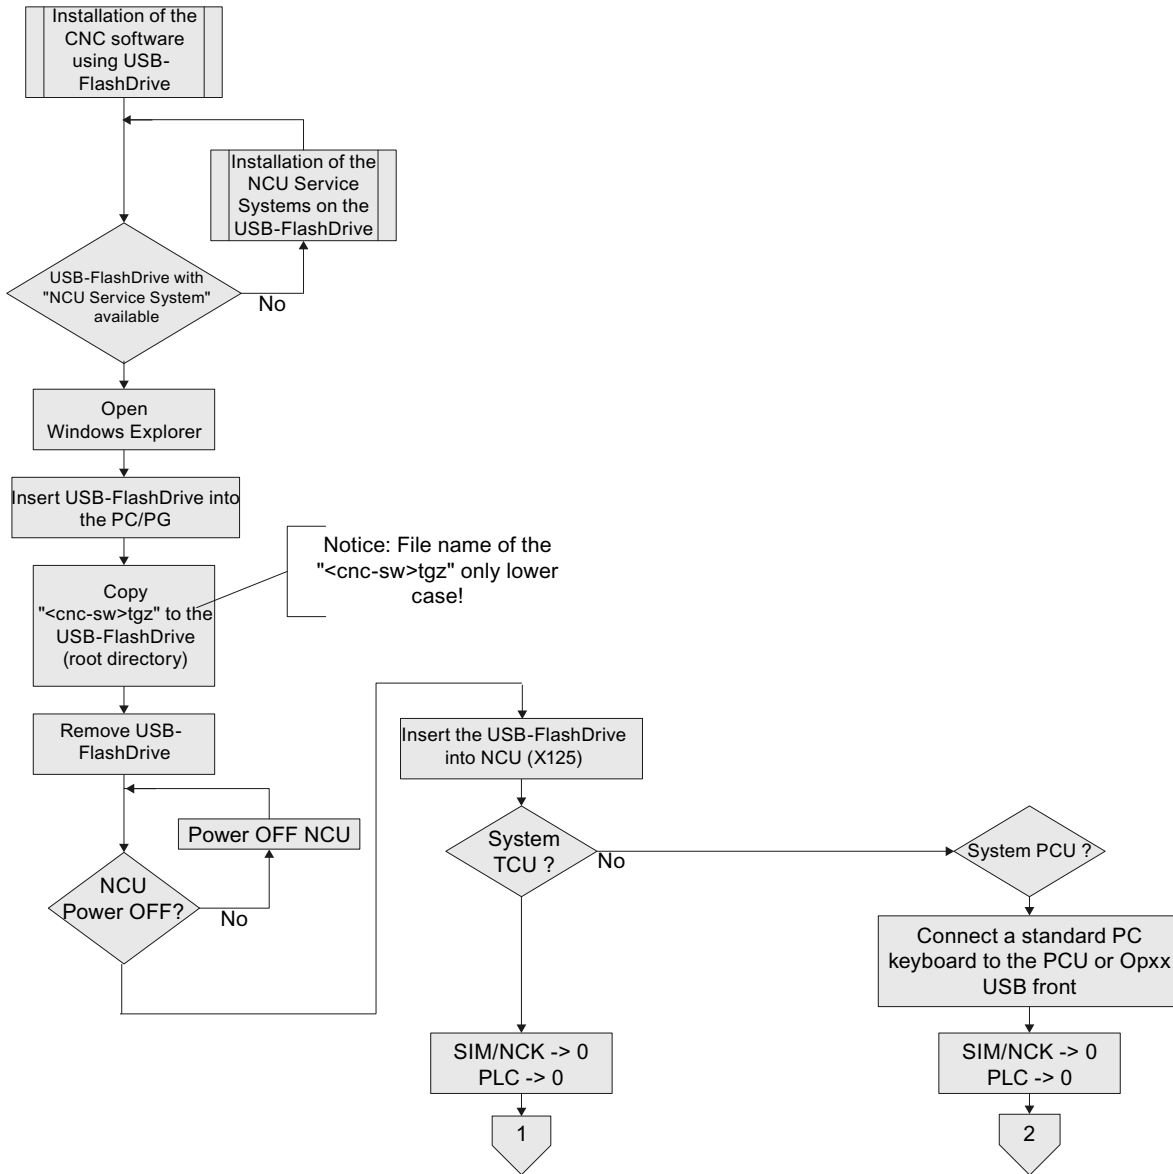 Installation of the
CNC software
using USB-
FlashDrive
Installation of the
NCU Service
Systems on the
USB-FlashDrive
USB-FlashDrive with
"NCU Service System"
available
No
Open
Windows Explorer
Insert USB-FlashDrive into
the PC/PG
Copy
"<cnc-sw>tgz" to the
USB-FlashDrive
(root directory)
Notice: File name of the
"<cnc-sw>tgz" only lower
case!
Remove USB-
FlashDrive
Power OFF NCU
NCU
Power OFF?
No
Insert the USB-FlashDrive
into NCU (X125)
System
TCU ?
No
System PCU ?
Connect a standard PC
keyboard to the PCU or Opxx
USB front
SIM/NCK -> 0
PLC -> 0
SIM/NCK -> 0
PLC -> 0
1
2